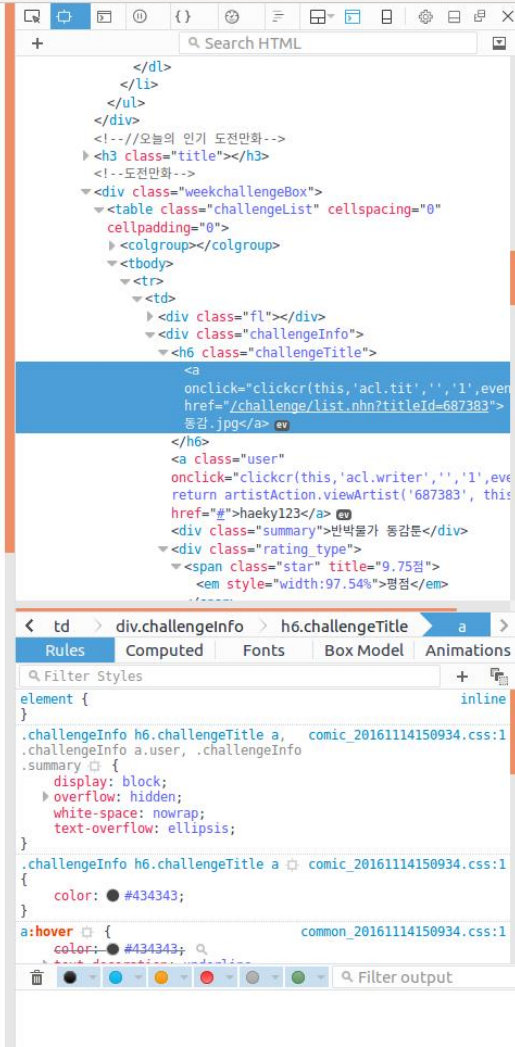 Search HTML
</dl>
</li>
</ul>
</div>
<!--//오늘의 인기 도전만화-->
<h3 class="title"></h3>
<!--도전만화-->
<div class="weekchallengeBox">
<table class="challengeList" cellspacing="0"
cellpadding="0">
<colgroup></colgroup>
<tbody>
<tr>
<td>
<div class="fl"></div>
<div class="challengeInfo">
<h6 class="challengeTitle">
<a
onclick="clickcr(this,'acl.tit','','1',even
href="/challenge/list.nhn?titleId=687383">
동감.jpg</a> ev
</h6>
<a class="user"
onclick="clickcr(this,'acl.writer','','1',eve
return artistAction.viewArtist('687383', this
href="#">haeky123</a> ev
<div class="summary">반박물가 동감툰</div>
<div class="rating_type">
<span class="star" title="9.75점">
<em style="width:97.54%">평점</em>
td div.challengeInfo h6.challengeTitle a
Rules Computed Fonts Box Model Animations
Filter Styles
element { inline
}
.challengeInfo h6.challengeTitle a, comic_20161114150934.css:1
.challengeInfo a.user, .challengeInfo
.summary {
display: block;
overflow: hidden;
white-space: nowrap;
text-overflow: ellipsis;
}
.challengeInfo h6.challengeTitle a comic_20161114150934.css:1
{
color: #434343;
}
a:hover { common_20161114150934.css:1
color: #434343;
Filter output